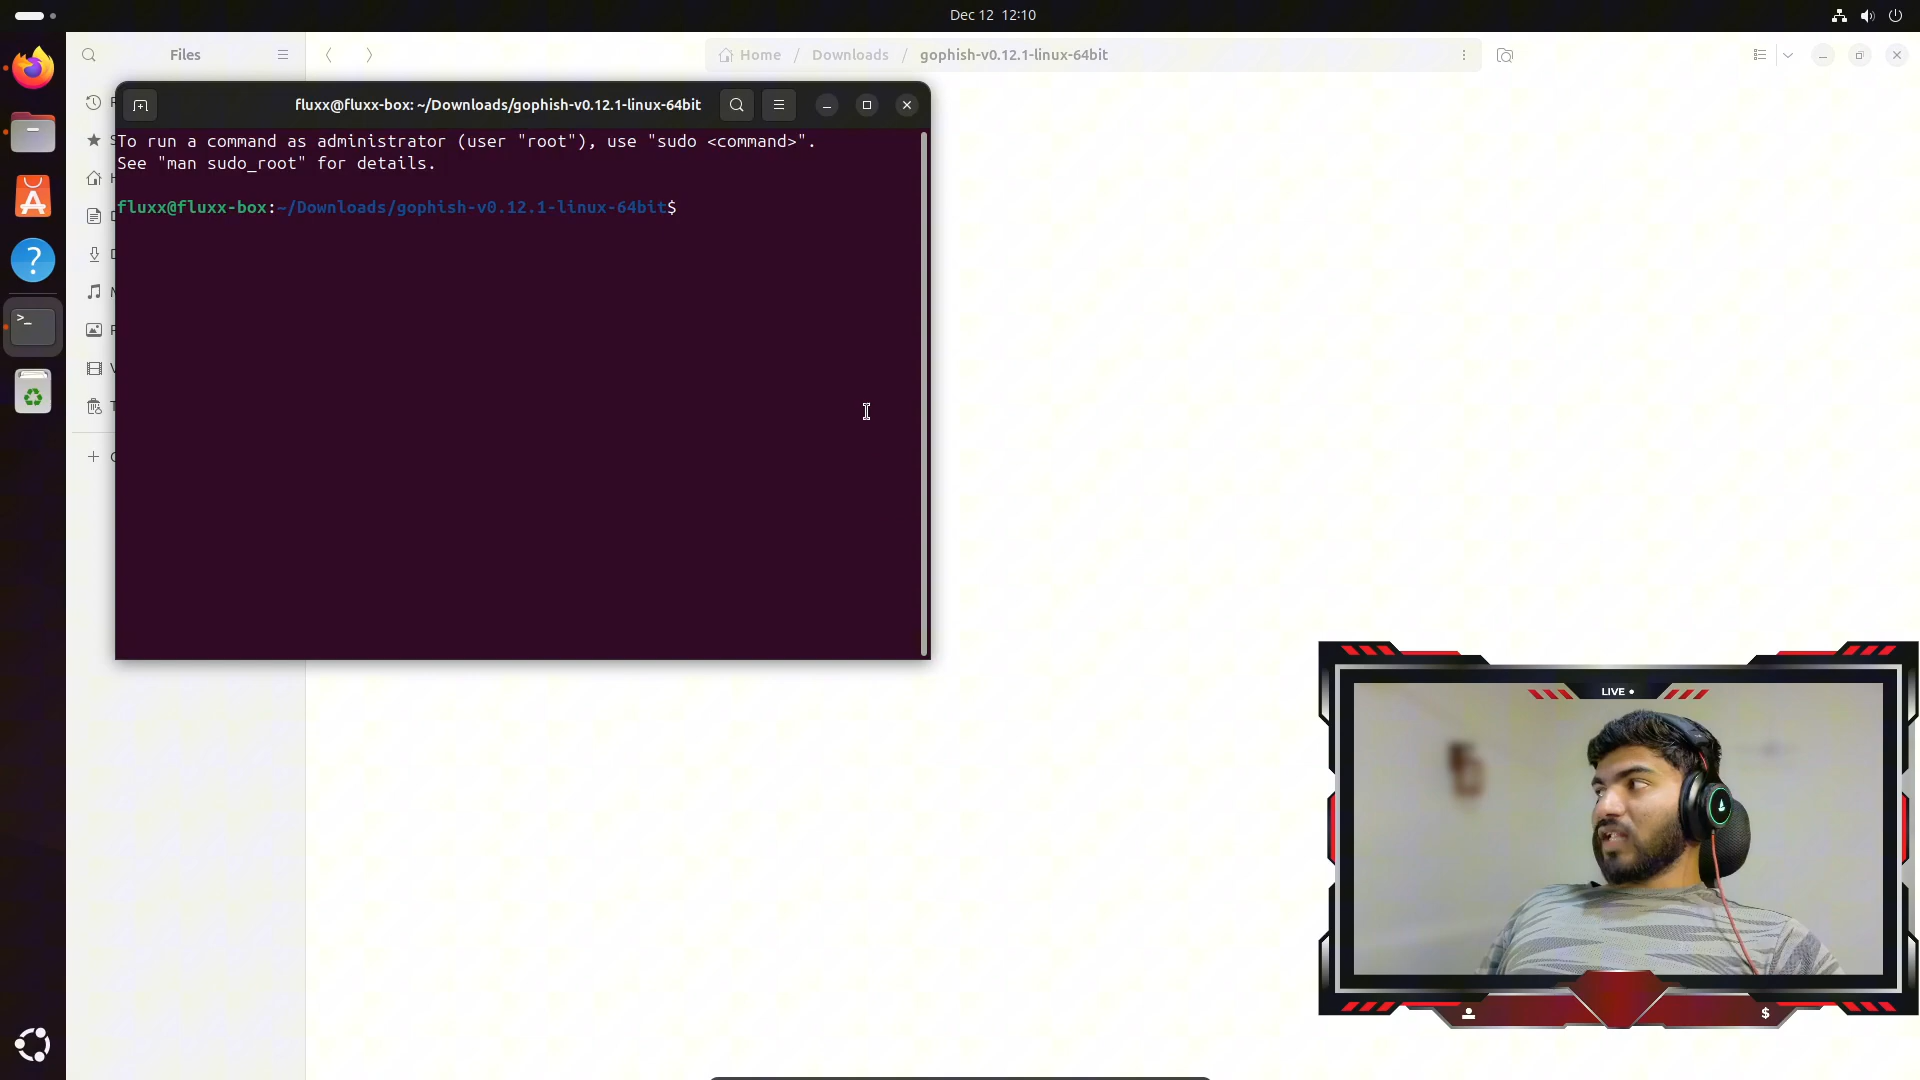 Dec 12 12:10
Files
Home / Downloads / gophish-v0.12.1-linux-64bit
fluxx@fluxx-box: ~/Downloads/gophish-v0.12.1-linux-64bit
To run a command as administrator (user "root"), use "sudo <command>".
See "man sudo_root" for details.
fluxx@fluxx-box:~/Downloads/gophish-v0.12.1-linux-64bit$
LIVE
$